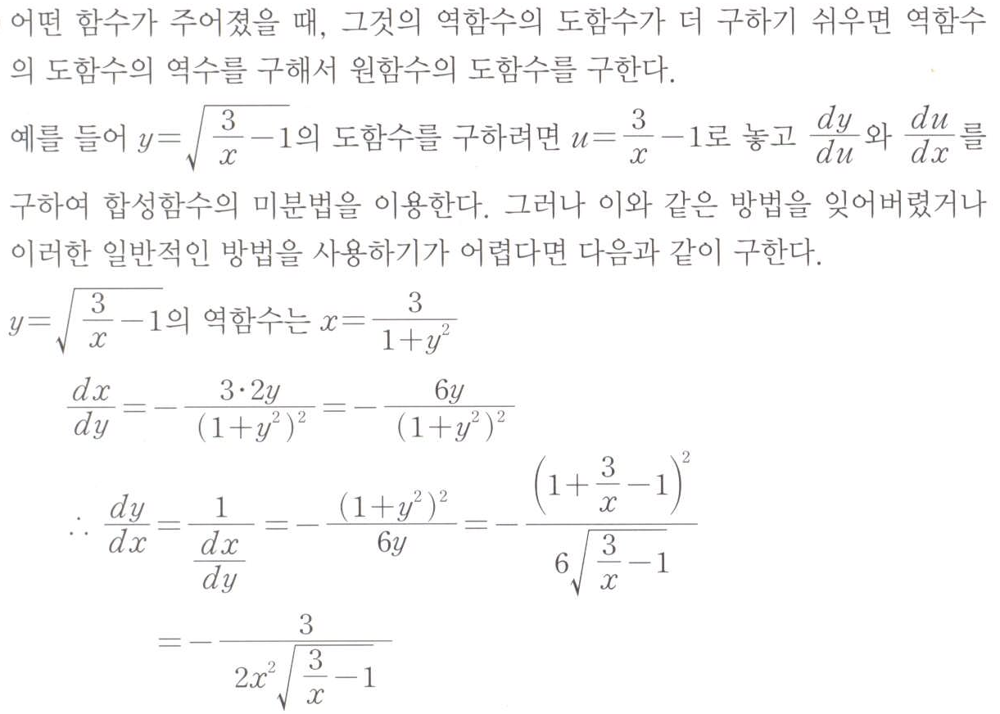 어떤 함수가 주어졌을 때, 그것의 역함수의 도함수가 더 구하기 쉬우면 역함수
의 도함수의 역수를 구해서 원함수의 도함수를 구한다.
예를 들어 $y=\sqrt{\frac{3}{x}-1}$의 도함수를 구하려면 $u=\frac{3}{x}-1$로 놓고 $\frac{dy}{du}$와 $\frac{du}{dx}$를
구하여 합성함수의 미분법을 이용한다. 그러나 이와 같은 방법을 잊어버렸거나
이러한 일반적인 방법을 사용하기가 어렵다면 다음과 같이 구한다.
$y=\sqrt{\frac{3}{x}-1}$의 역함수는 $x=\frac{3}{1+y^2}$
$\frac{dx}{dy}=-\frac{3\cdot 2y}{(1+y^2)^2}=-\frac{6y}{(1+y^2)^2}$
$\therefore \frac{dy}{dx}=\frac{1}{\frac{dx}{dy}}=-\frac{(1+y^2)^2}{6y}=-\frac{\left(1+\frac{3}{x}-1\right)^2}{6\sqrt{\frac{3}{x}-1}}$
$=-\frac{3}{2x^2\sqrt{\frac{3}{x}-1}}$